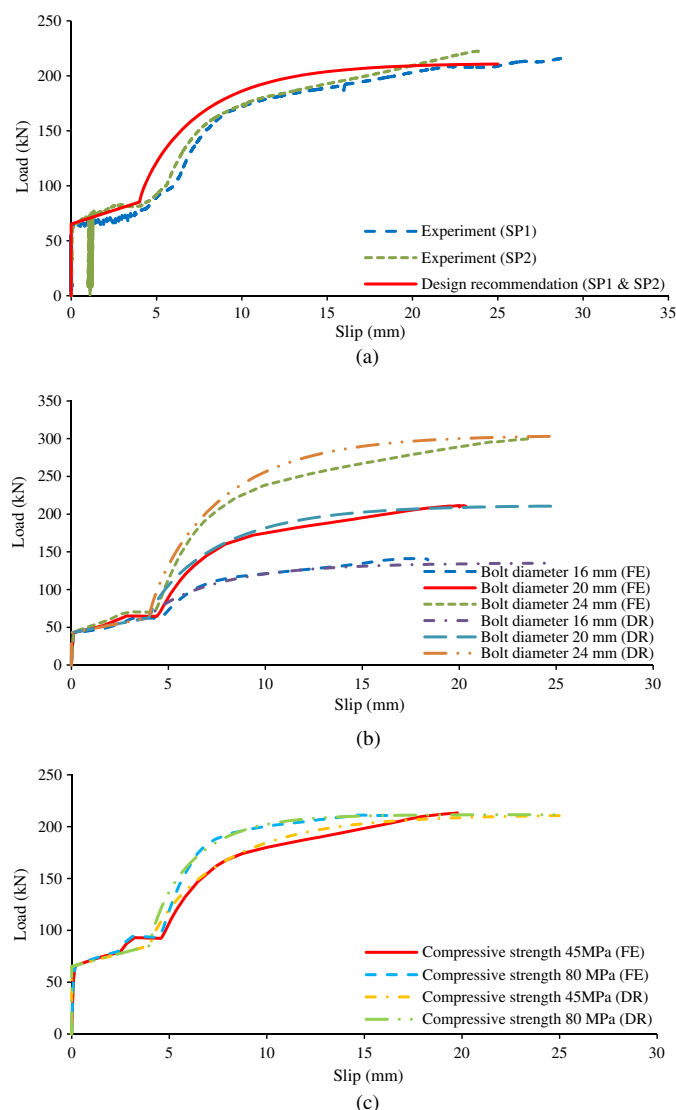 250
200
150
100
50
0
Load (kN)
Experiment (SP1)
Experiment (SP2)
Design recommendation (SP1 & SP2)
0 5 10 15 20 25 30 35
Slip (mm)
(a)
350
300
250
200
150
100
50
0
Load (kN)
Bolt diameter 16 mm (FE)
Bolt diameter 20 mm (FE)
Bolt diameter 24 mm (FE)
Bolt diameter 16 mm (DR)
Bolt diameter 20 mm (DR)
Bolt diameter 24 mm (DR)
0 5 10 15 20 25 30
Slip (mm)
(b)
250
200
150
100
50
0
Load (kN)
Compressive strength 45MPa (FE)
Compressive strength 80 MPa (FE)
Compressive strength 45MPa (DR)
Compressive strength 80 MPa (DR)
0 5 10 15 20 25 30
Slip (mm)
(c)